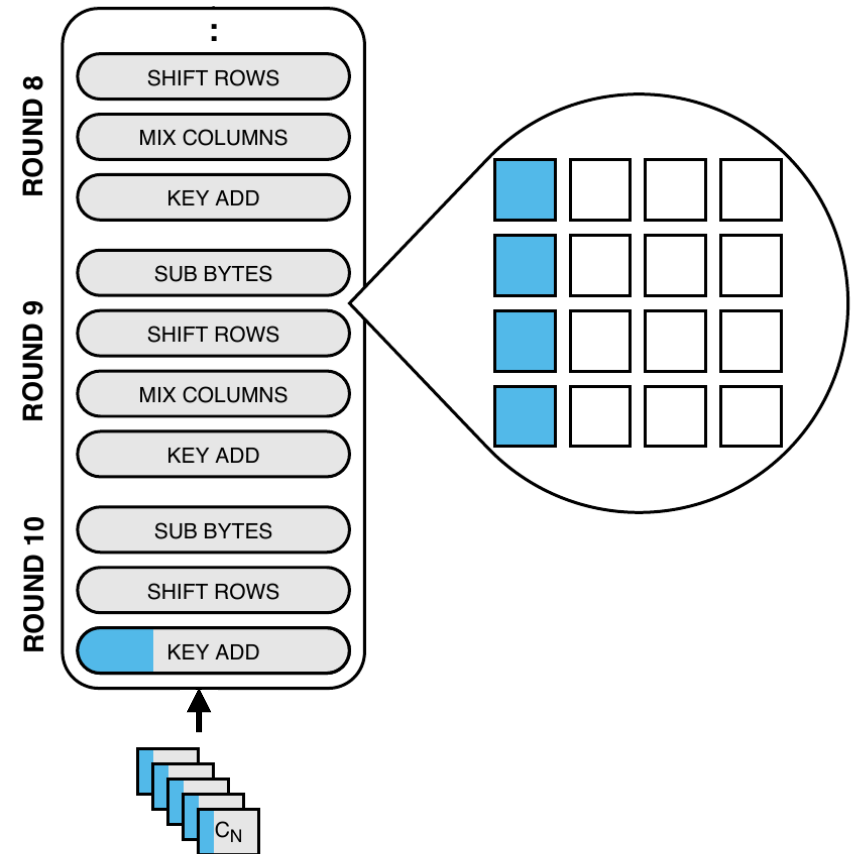 :
ROUND 8
SHIFT ROWS
MIX COLUMNS
KEY ADD
ROUND 9
SUB BYTES
SHIFT ROWS
MIX COLUMNS
KEY ADD
ROUND 10
SUB BYTES
SHIFT ROWS
KEY ADD
C_N